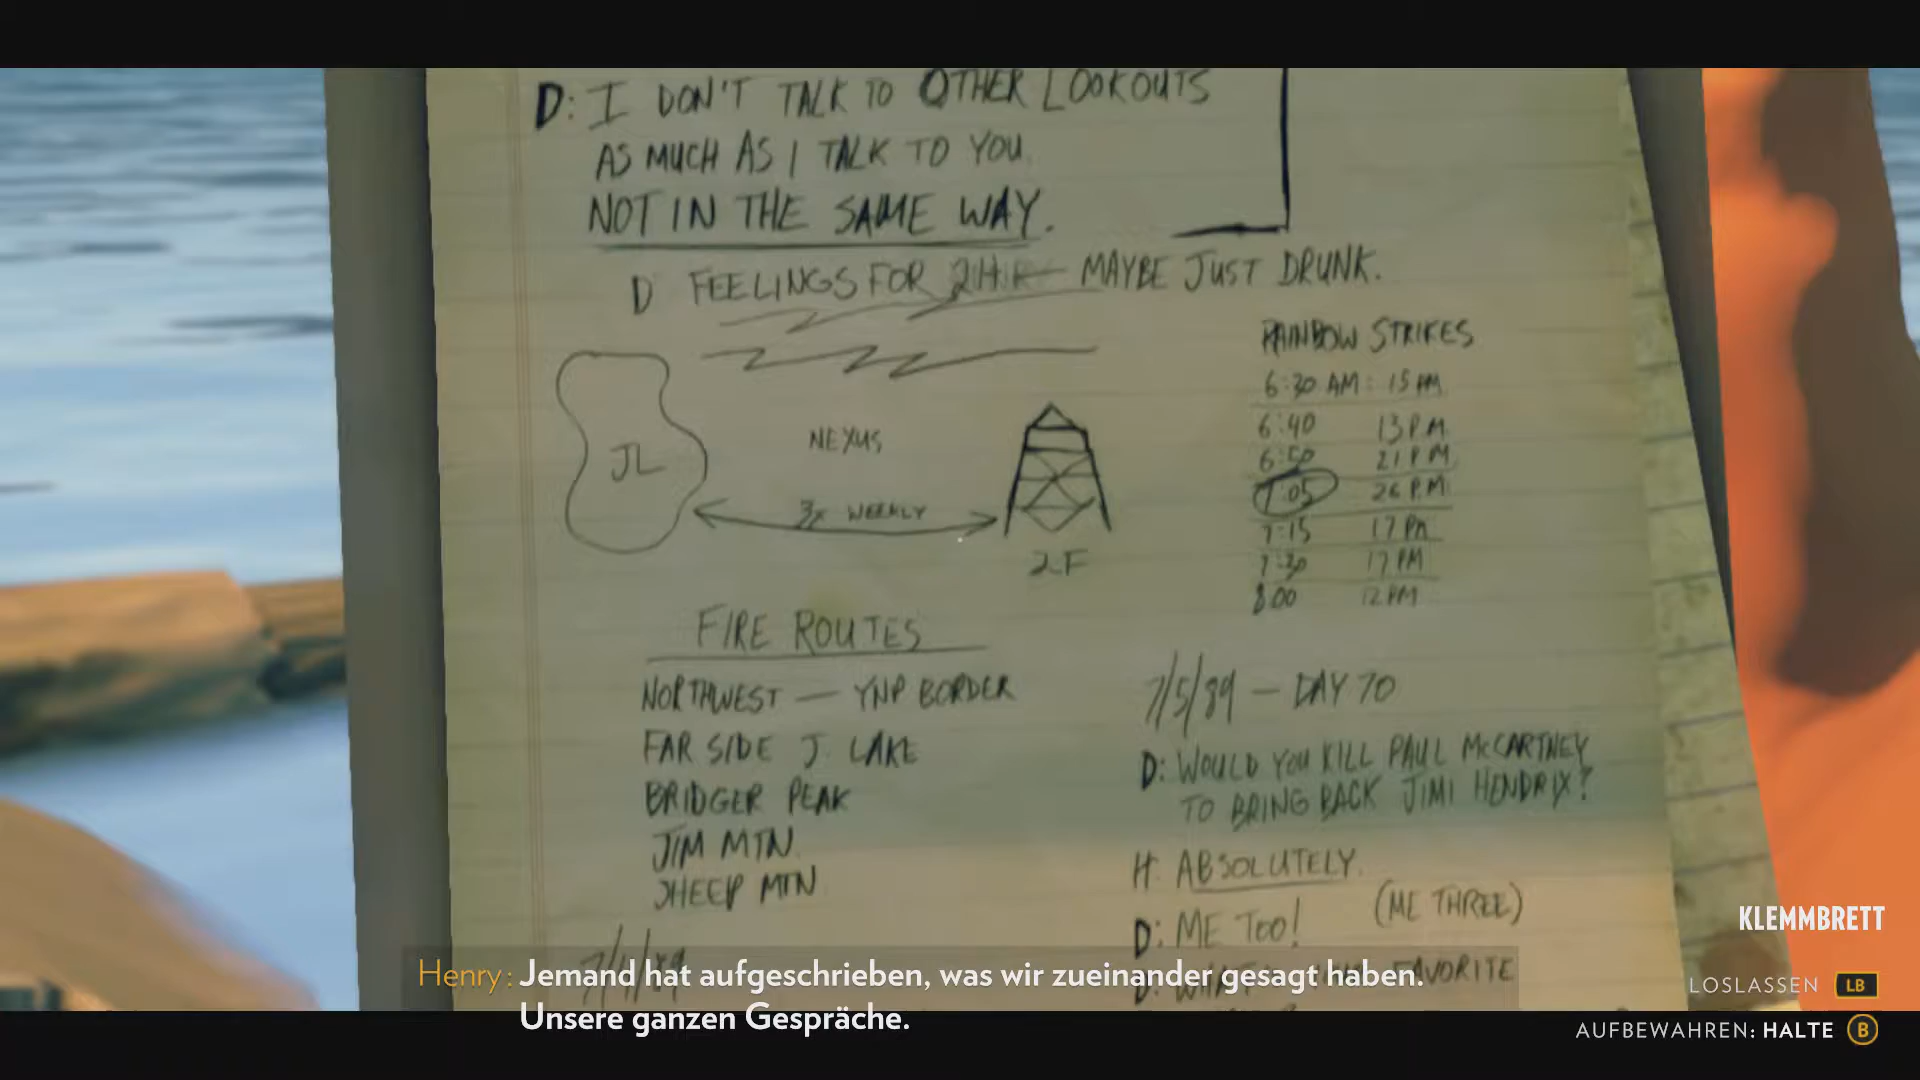 D: I DON'T TALK TO OTHER LOOKOUTS
AS MUCH AS I TALK TO YOU.
NOT IN THE SAME WAY.
D FEELINGS FOR MAYBE JUST DRUNK.
JL
NEXUS
3x WEEKLY
2F
RAINBOW STRIKES
6:30 AM: 15 PM
6:40 13 P.M.
6:50 21 P.M.
7:05 26 P.M.
7:15 17 PM
7:30 17 PM
8:00 12 PM
FIRE ROUTES
NORTHWEST — YNP BORDER
FAR SIDE J. LAKE
BRIDGER PEAK
JIM MTN.
SHEEP MTN
7/5/89 — DAY 70
D: WOULD YOU KILL PAUL McCARTNEY
TO BRING BACK JIMI HENDRIX?
H: ABSOLUTELY.
D: ME TOO! (ME THREE)
FAVORITE
KLEMMBRETT
Henry: Jemand hat aufgeschrieben, was wir zueinander gesagt haben.
Unsere ganzen Gespräche.
LOSLASSEN LB
AUFBEWAHREN: HALTE B